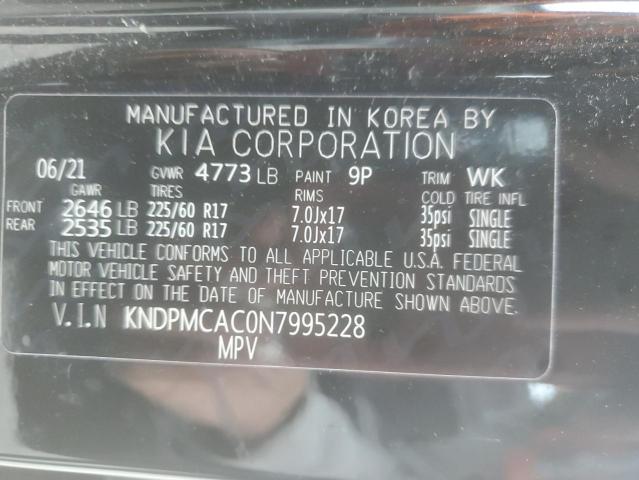 MANUFACTURED IN KOREA BY
KIA CORPORATION
06/21 GVWR 4773 LB PAINT 9P TRIM WK
GAWR TIRES RIMS COLD TIRE INFL
FRONT 2646 LB 225/60 R17 7.0Jx17 35psi SINGLE
REAR 2535 LB 225/60 R17 7.0Jx17 35psi SINGLE
THIS VEHICLE CONFORMS TO ALL APPLICABLE U.S.A. FEDERAL
MOTOR VEHICLE SAFETY AND THEFT PREVENTION STANDARDS
IN EFFECT ON THE DATE OF MANUFACTURE SHOWN ABOVE.
V.I.N KNDPMCAC0N7995228
MPV